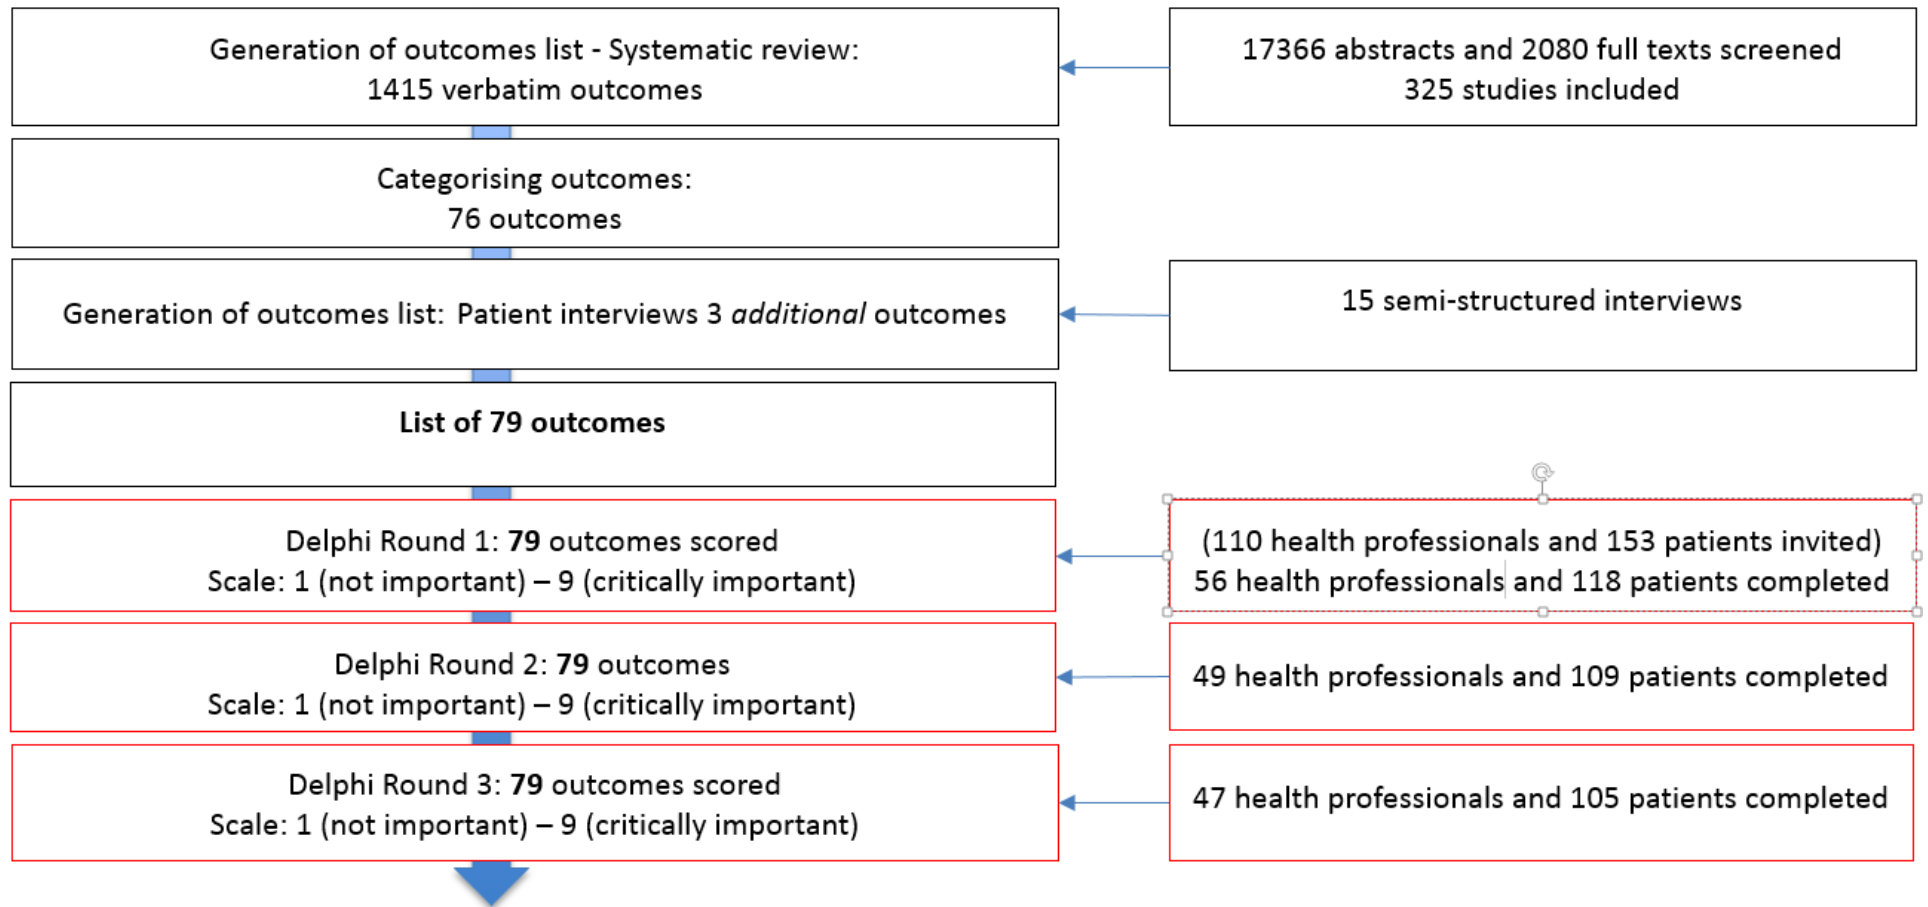 Generation of outcomes list - Systematic review:
1415 verbatim outcomes
17366 abstracts and 2080 full texts screened
325 studies included
Categorising outcomes:
76 outcomes
Generation of outcomes list: Patient interviews 3 additional outcomes
15 semi-structured interviews
List of 79 outcomes
Delphi Round 1: 79 outcomes scored
Scale: 1 (not important) – 9 (critically important)
(110 health professionals and 153 patients invited)
56 health professionals and 118 patients completed
Delphi Round 2: 79 outcomes
Scale: 1 (not important) – 9 (critically important)
49 health professionals and 109 patients completed
Delphi Round 3: 79 outcomes scored
Scale: 1 (not important) – 9 (critically important)
47 health professionals and 105 patients completed